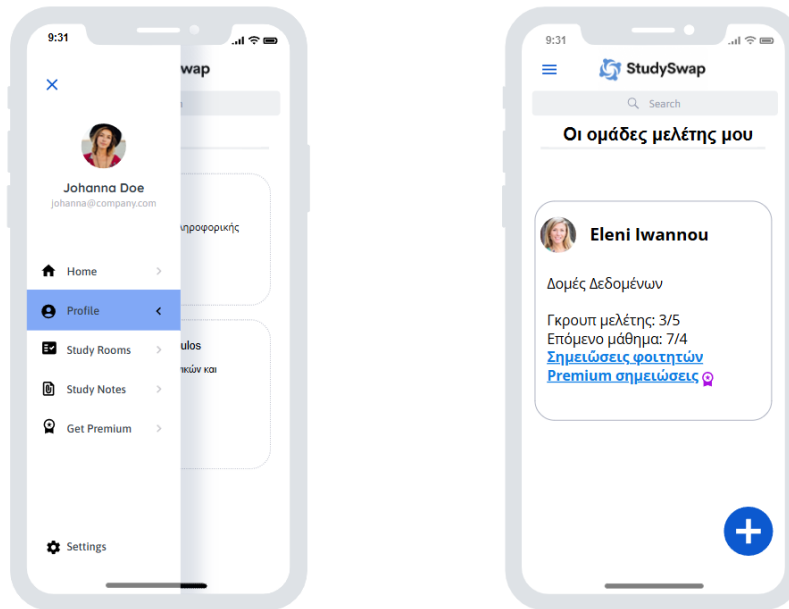 9:31
wap
Johanna Doe
johanna@company.com
ληροφορικής
Home
Profile
Study Rooms
ulos
ικών και
Study Notes
Get Premium
Settings
9:31
StudySwap
Search
Οι ομάδες μελέτης μου
Eleni Iwannou
Δομές Δεδομένων
Γκρουπ μελέτης: 3/5
Επόμενο μάθημα: 7/4
Σημειώσεις φοιτητών
Premium σημειώσεις